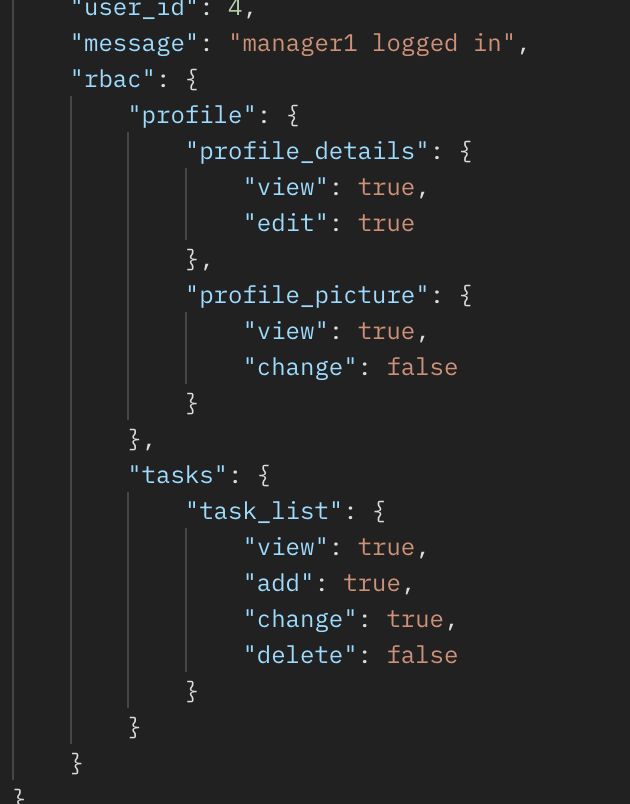 "user_id": 4,
"message": "manager1 logged in",
"rbac": {
"profile": {
"profile_details": {
"view": true,
"edit": true
},
"profile_picture": {
"view": true,
"change": false
}
},
"tasks": {
"task_list": {
"view": true,
"add": true,
"change": true,
"delete": false
}
}
}
}